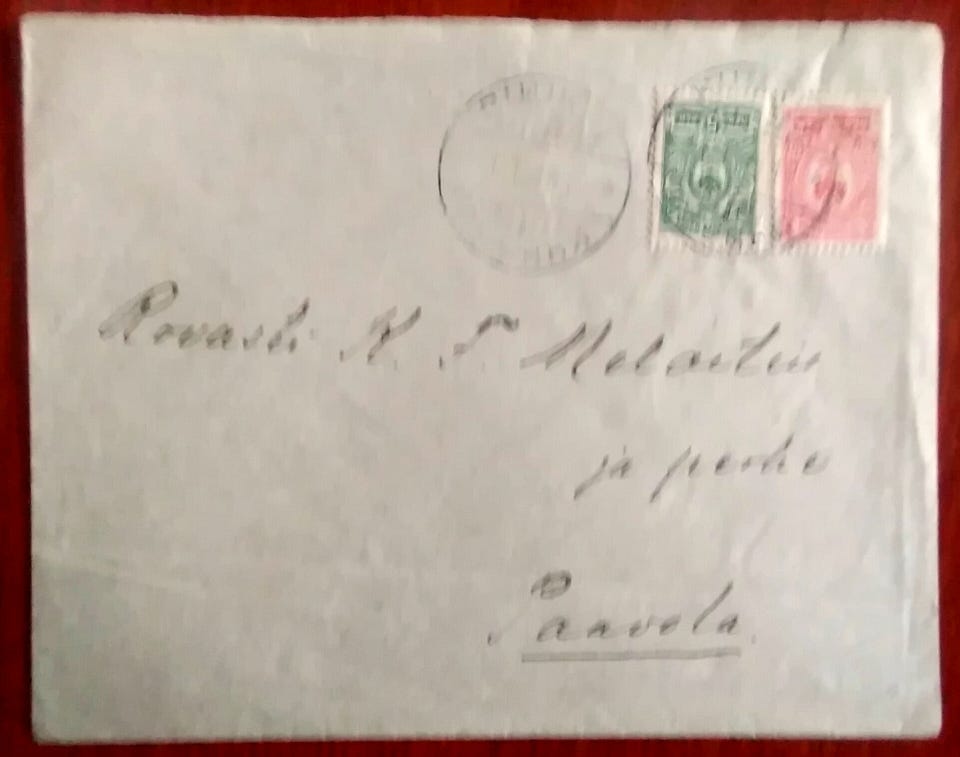 Rovasti K. F. Melartin
ja perhe
Paavola.